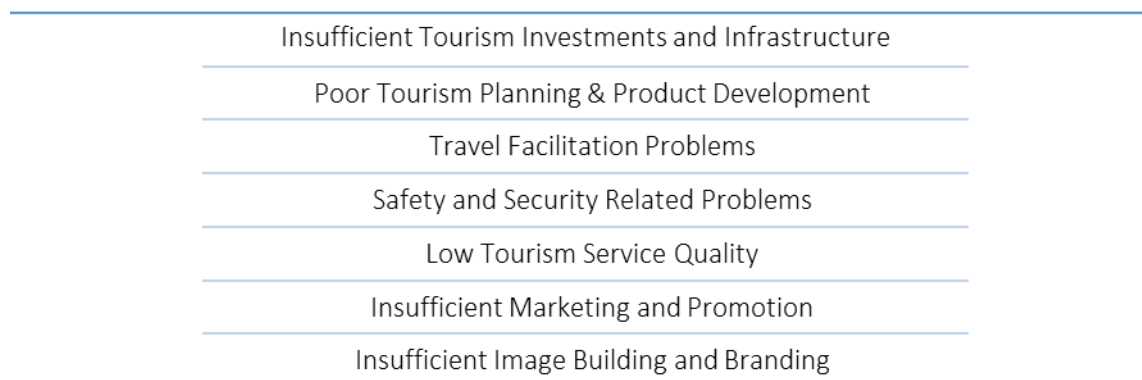 Insufficient Tourism Investments and Infrastructure
Poor Tourism Planning & Product Development
Travel Facilitation Problems
Safety and Security Related Problems
Low Tourism Service Quality
Insufficient Marketing and Promotion
Insufficient Image Building and Branding